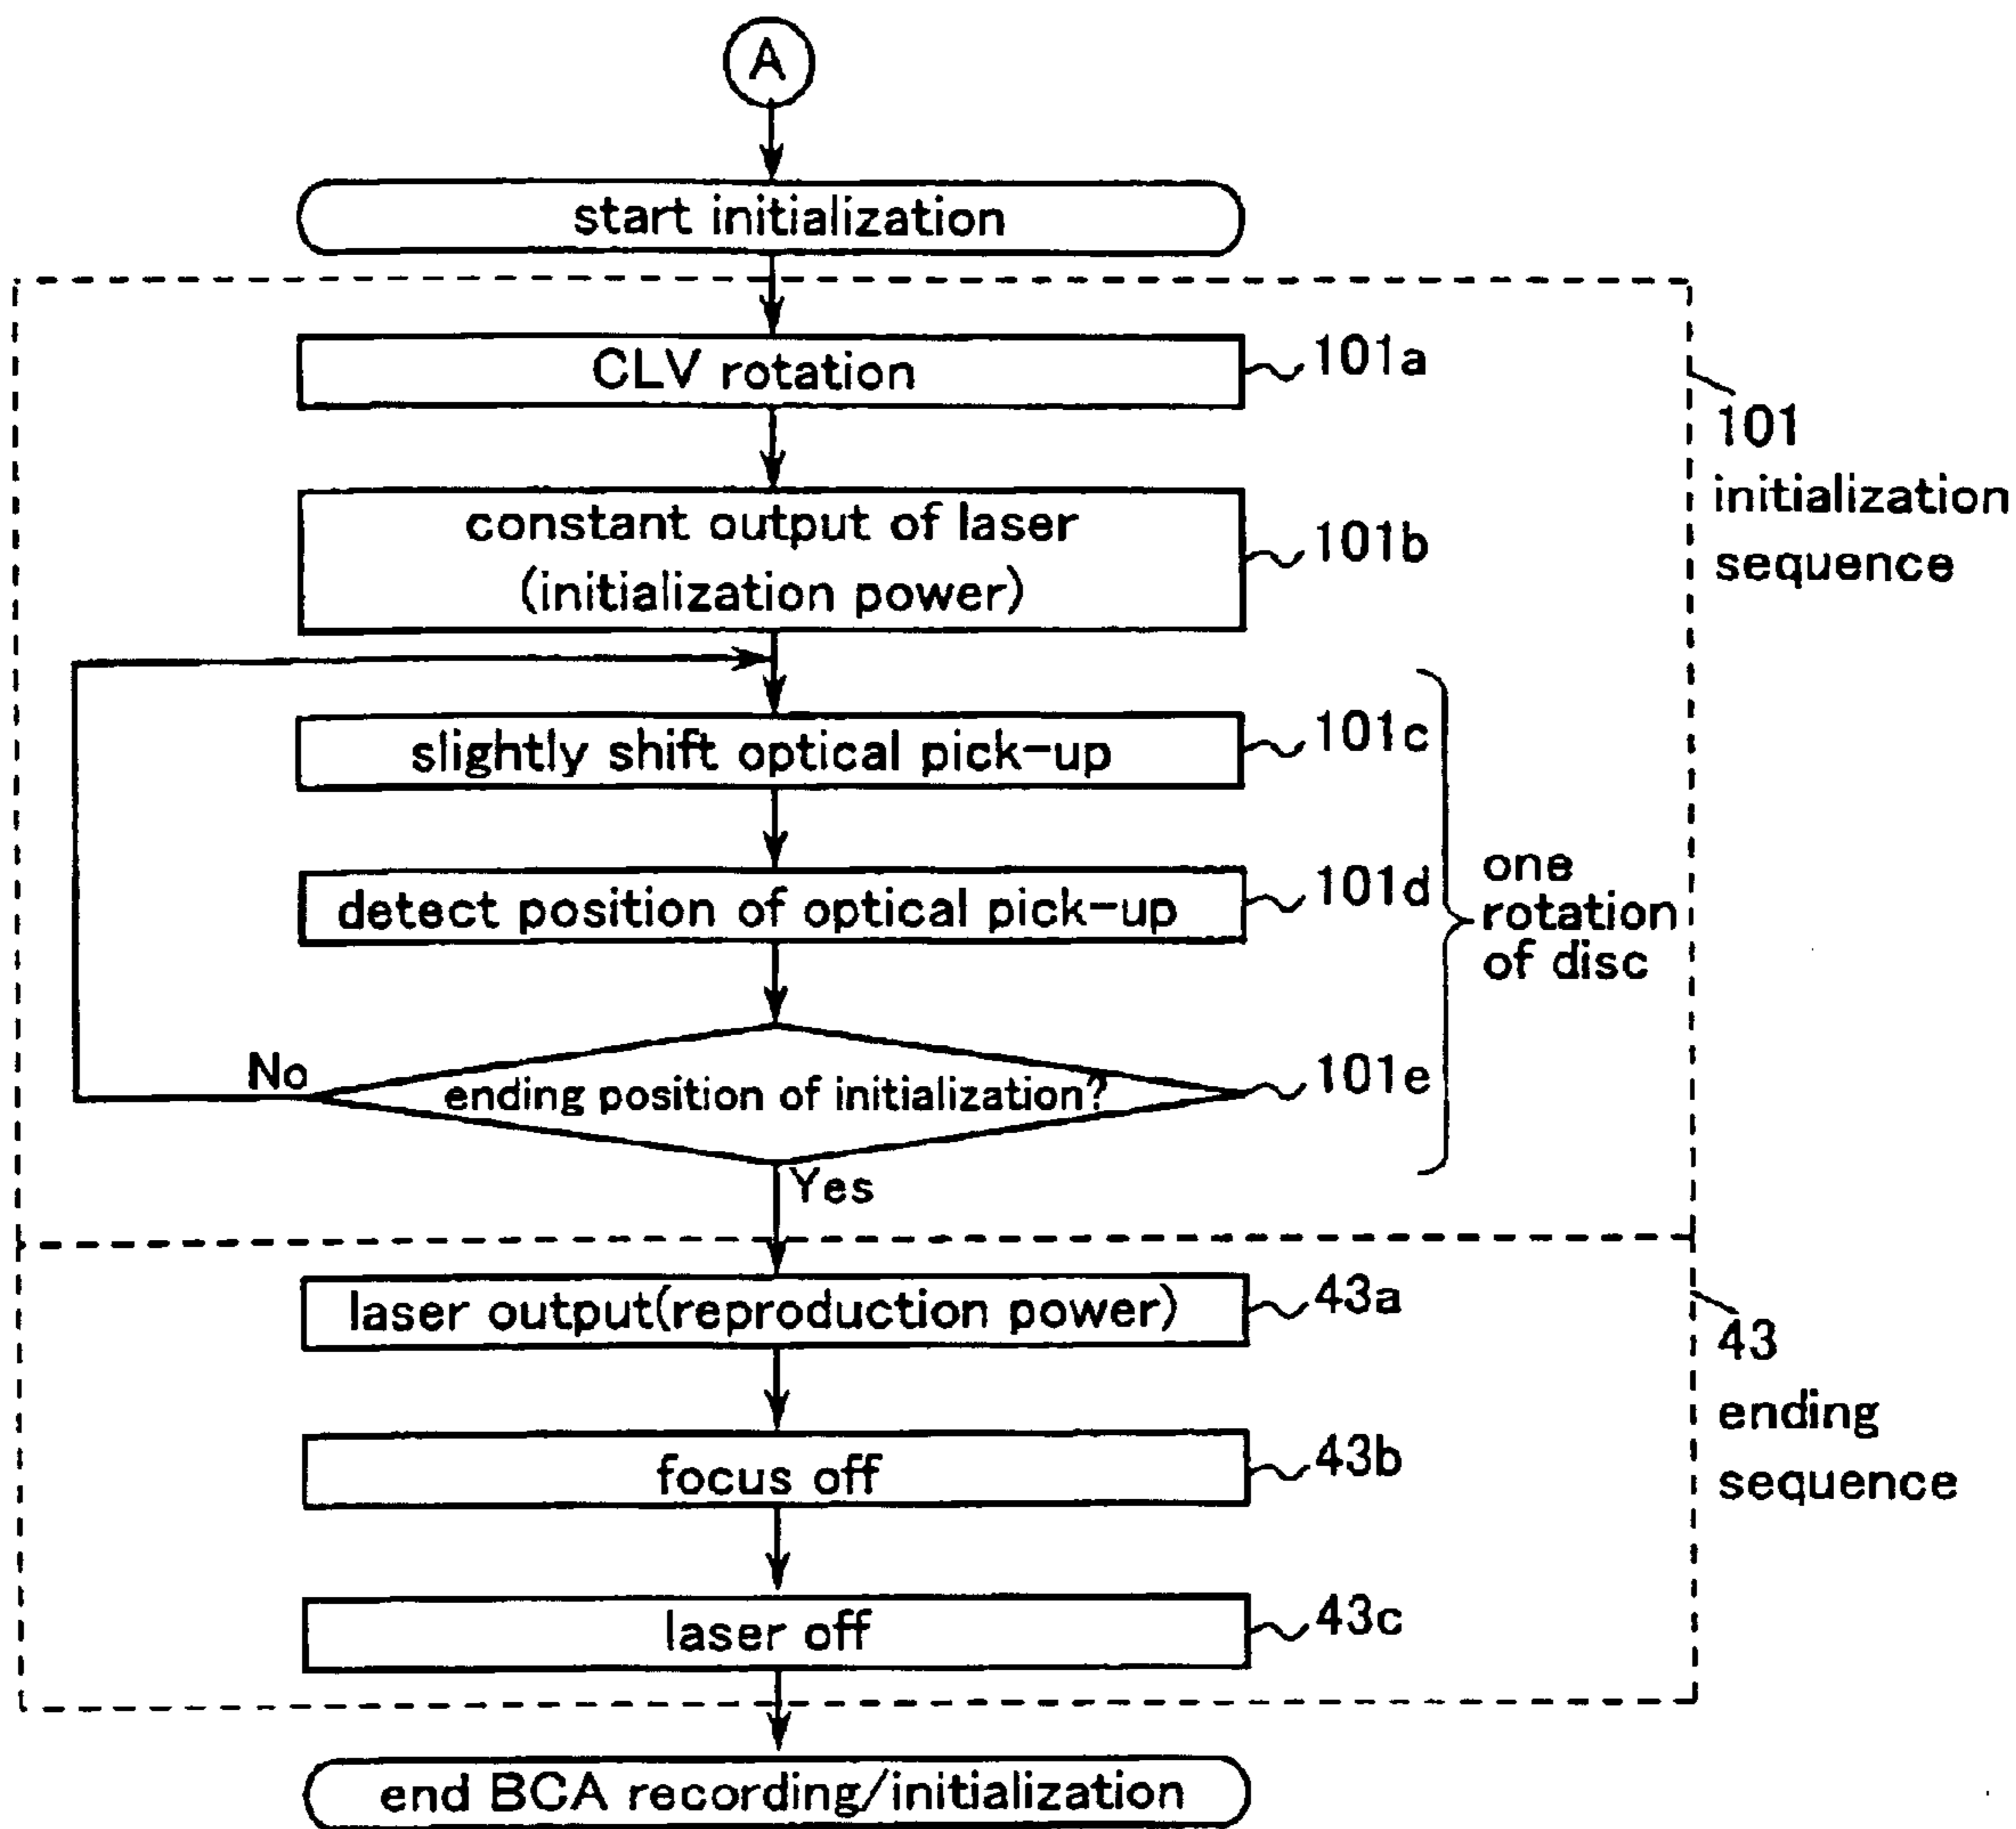 A
start initialization
CLV rotation
101a
101
initialization
sequence
constant output of laser
(initialization power)
101b
slightly shift optical pick-up
101c
detect position of optical pick-up
101d
one
rotation
of disc
No
ending position of initialization?
101e
Yes
laser output(reproduction power)
43a
43
ending
sequence
focus off
43b
laser off
43c
end BCA recording/initialization